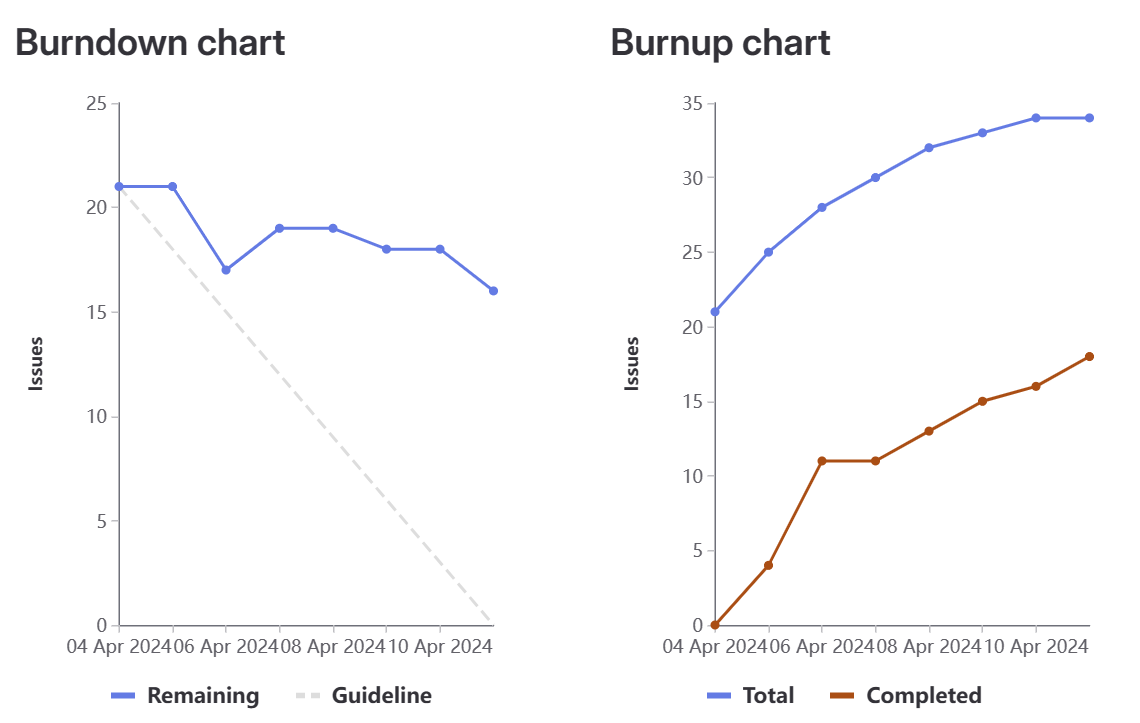 Burndown chart
25
20
15
10
5
0
Issues
04 Apr 2024 06 Apr 2024 08 Apr 2024 10 Apr 2024
Remaining Guideline
Burnup chart
35
30
25
20
15
10
5
0
Issues
04 Apr 2024 06 Apr 2024 08 Apr 2024 10 Apr 2024
Total Completed